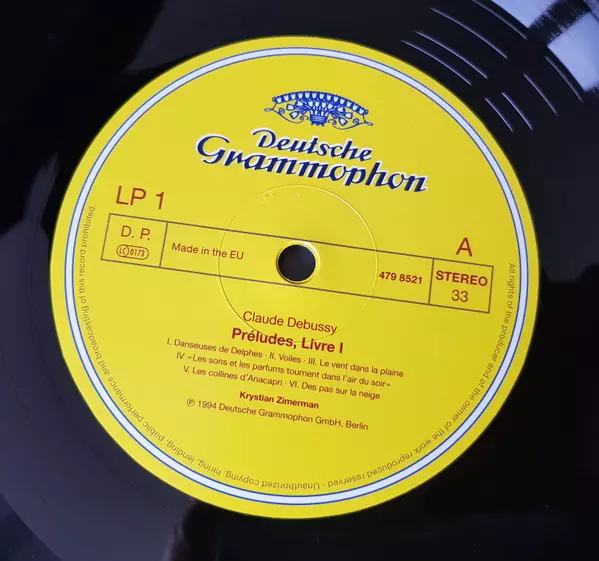 Deutsche
Grammophon
LP 1
A
D. P.
LC 0173
Made in the EU
479 8521
STEREO
33
Claude Debussy
Préludes, Livre I
I. Danseuses de Delphes · II. Voiles · III. Le vent dans la plaine
IV. «Les sons et les parfums tournent dans l'air du soir»
V. Les collines d'Anacapri · VI. Des pas sur la neige
Krystian Zimerman
℗ 1994 Deutsche Grammophon GmbH, Berlin
All rights of the producer and of the owner of the work reproduced reserved · Unauthorized copying, hiring, lending, public performance and broadcasting of this record prohibited.